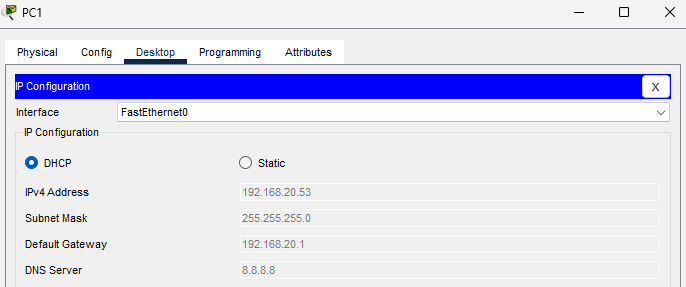 PC1
Physical Config Desktop Programming Attributes
IP Configuration X
Interface FastEthernet0
IP Configuration
DHCP Static
IPv4 Address 192.168.20.53
Subnet Mask 255.255.255.0
Default Gateway 192.168.20.1
DNS Server 8.8.8.8